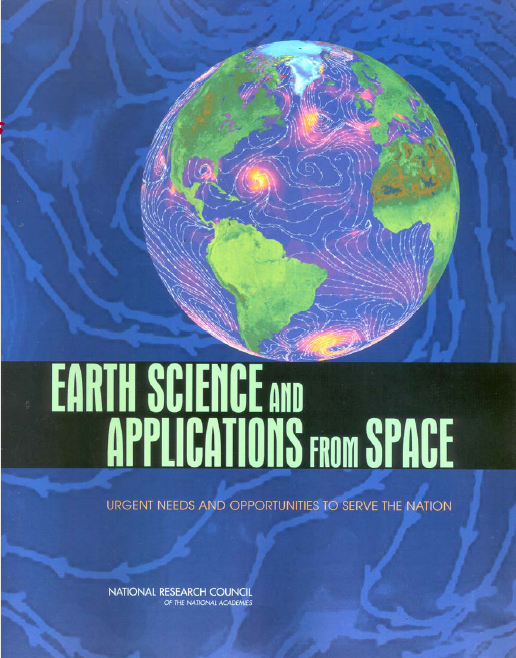 EARTH SCIENCE AND
APPLICATIONS FROM SPACE
URGENT NEEDS AND OPPORTUNITIES TO SERVE THE NATION
NATIONAL RESEARCH COUNCIL
OF THE NATIONAL ACADEMIES